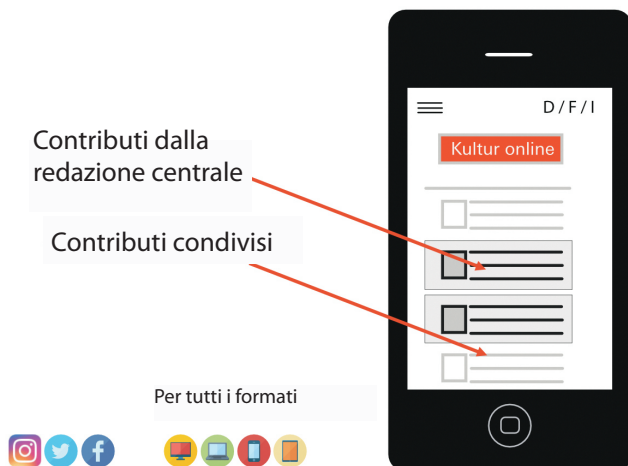 D / F / I
Kultur online
Contributi dalla
redazione centrale
Contributi condivisi
Per tutti i formati